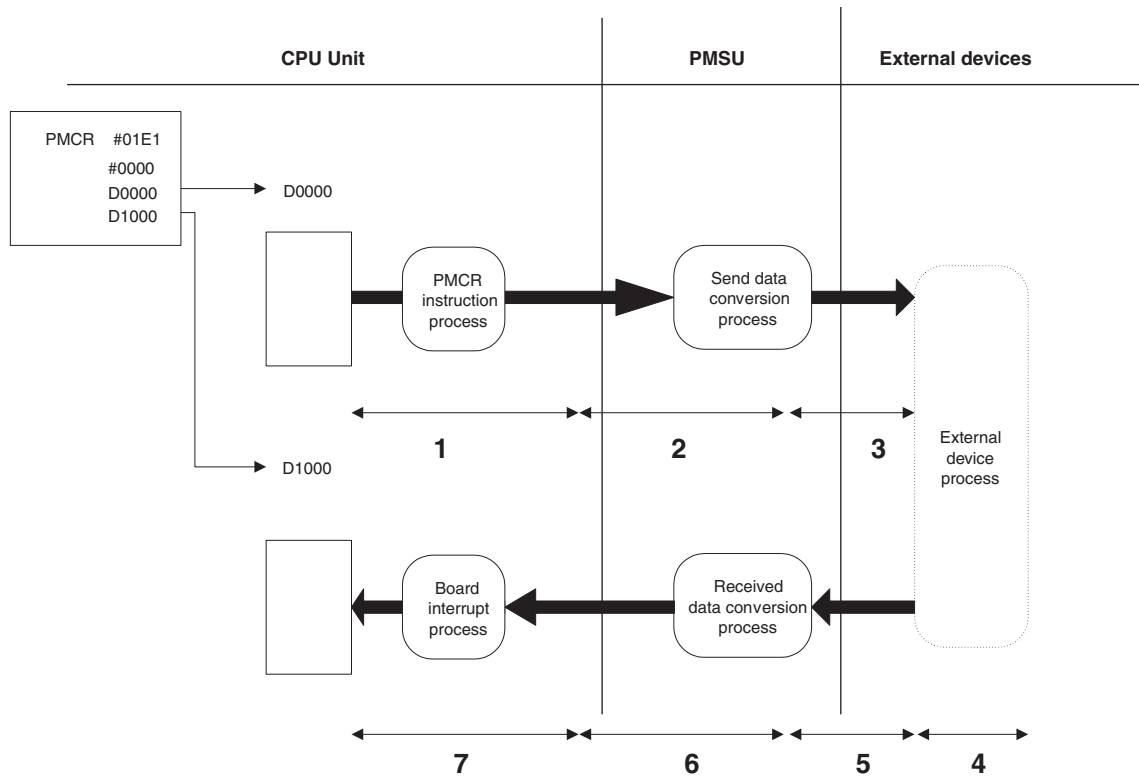 CPU Unit PMSU External devices
PMCR #01E1
#0000
D0000
D1000
D0000
PMCR
instruction
process
Send data
conversion
process
1 2 3
External
device
process
D1000
Board
interrupt
process
Received
data conversion
process
7 6 5 4